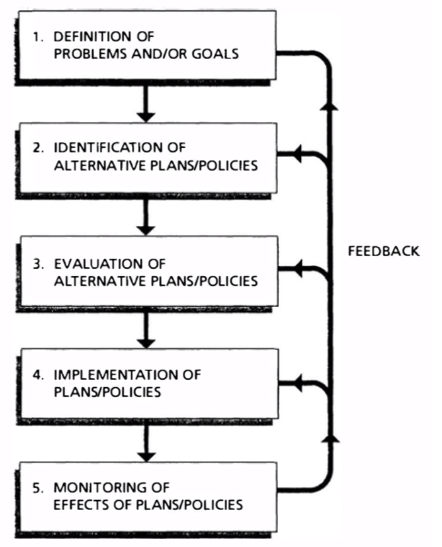 1. DEFINITION OF
PROBLEMS AND/OR GOALS
2. IDENTIFICATION OF
ALTERNATIVE PLANS/POLICIES
FEEDBACK
3. EVALUATION OF
ALTERNATIVE PLANS/POLICIES
4. IMPLEMENTATION OF
PLANS/POLICIES
5. MONITORING OF
EFFECTS OF PLANS/POLICIES